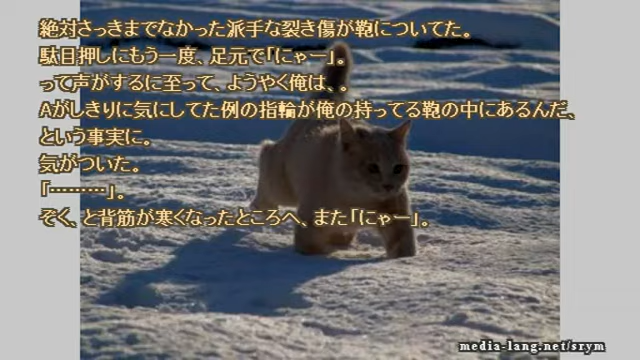 絶対さっきまでなかった派手な裂き傷が鞄についてた。
駄目押しにもう一度、足元で「にゃー」。
って声がするに至って、ようやく俺は、。
Aがしきりに気にしてた例の指輪が俺の持ってる鞄の中にあるんだ、
という事実に。
気がついた。
「………」。
ぞく、と背筋が寒くなったところへ、また「にゃー」。
media-lang.net/srym